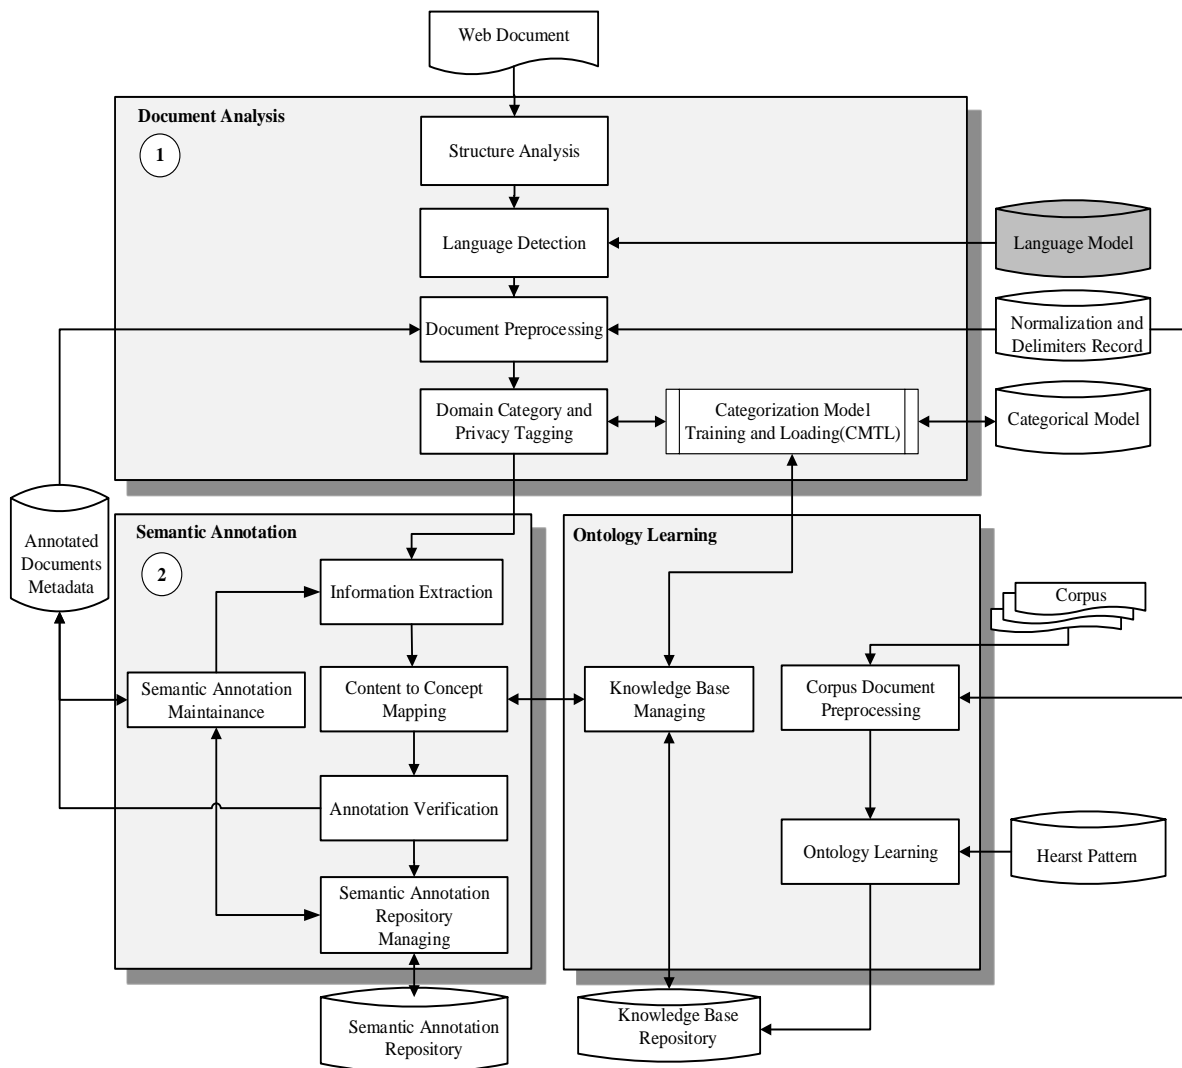 Web Document
Document Analysis
1
Structure Analysis
Language Detection
Language Model
Document Preprocessing
Normalization and
Delimiters Record
Domain Category and
Privacy Tagging
Categorization Model
Training and Loading(CMTL)
Categorical Model
Annotated
Documents
Metadata
Semantic Annotation
2
Information Extraction
Semantic Annotation
Maintainance
Content to Concept
Mapping
Annotation Verification
Semantic Annotation
Repository
Managing
Semantic Annotation
Repository
Ontology Learning
Corpus
Knowledge Base
Managing
Corpus Document
Preprocessing
Ontology Learning
Hearst Pattern
Knowledge Base
Repository